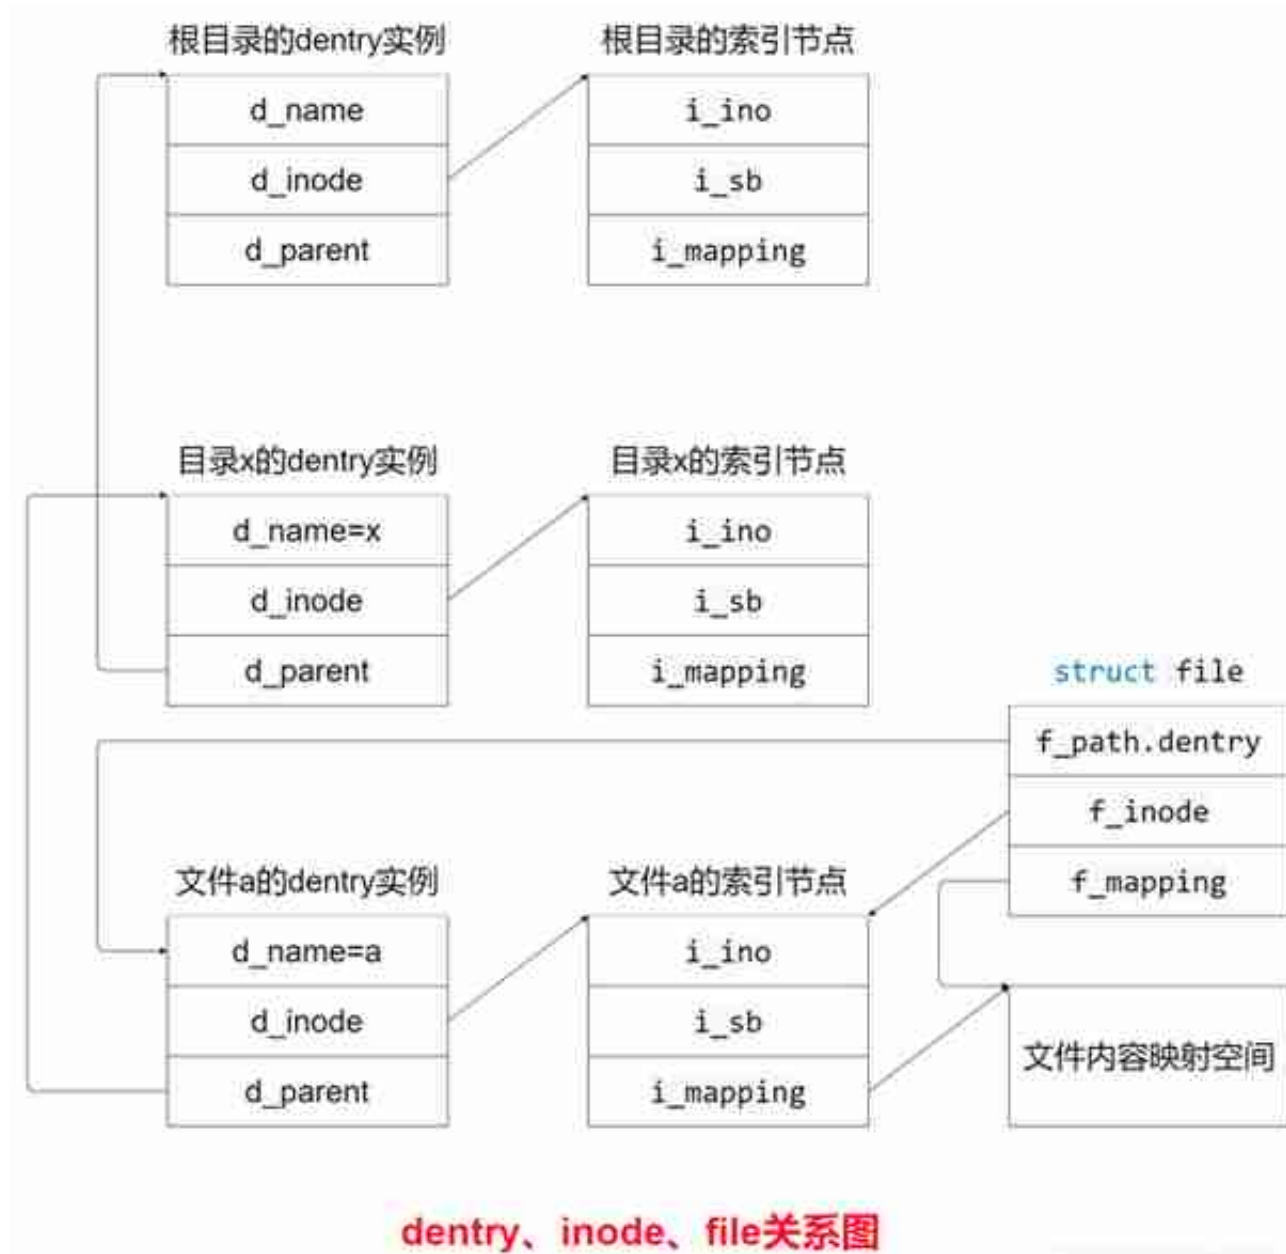 根目录的dentry实例
根目录的索引节点
d_name
i_ino
d_inode
i_sb
d_parent
i_mapping
目录x的dentry实例
目录x的索引节点
d_name=x
i_ino
d_inode
i_sb
d_parent
i_mapping
struct file
f_path.dentry
f_inode
f_mapping
文件a的dentry实例
文件a的索引节点
d_name=a
i_ino
d_inode
i_sb
d_parent
i_mapping
文件内容映射空间
dentry、inode、file关系图